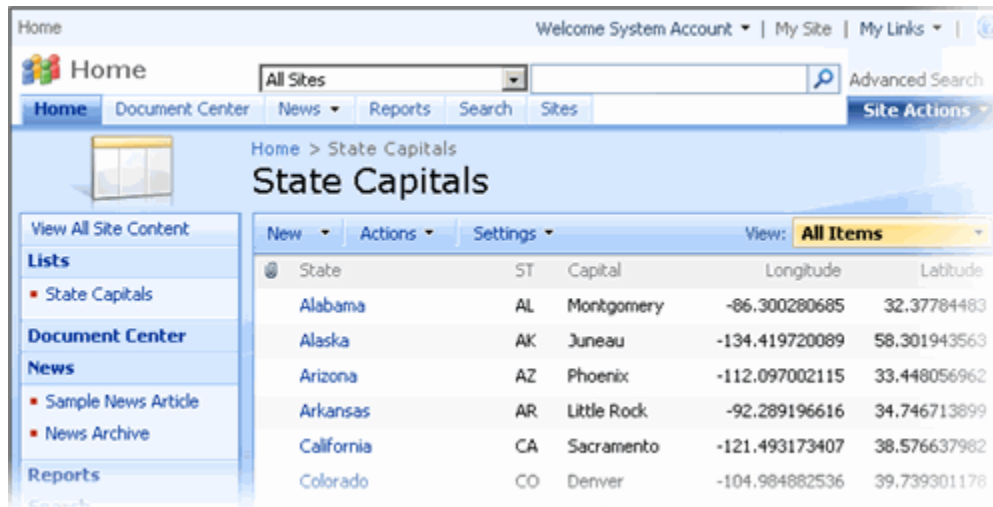 Home
Welcome System Account | My Site | My Links |
Home
All Sites
Advanced Search
Home Document Center News Reports Search Sites
Site Actions
Home > State Capitals
State Capitals
View All Site Content
Lists
State Capitals
Document Center
News
Sample News Article
News Archive
Reports
Search
New Actions Settings View: All Items
State ST Capital Longitude Latitude
Alabama AL Montgomery -86.300280685 32.37784483
Alaska AK Juneau -134.419720089 58.301943563
Arizona AZ Phoenix -112.097002115 33.448056962
Arkansas AR Little Rock -92.289196616 34.746713899
California CA Sacramento -121.493173407 38.576637982
Colorado CO Denver -104.984882536 39.739301178